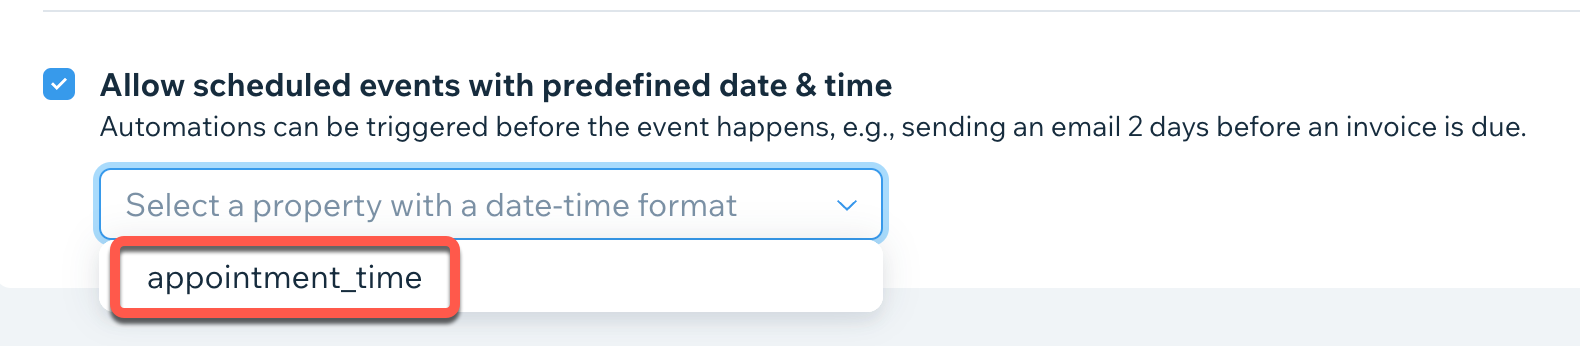 Allow scheduled events with predefined date & time
Automations can be triggered before the event happens, e.g., sending an email 2 days before an invoice is due.
Select a property with a date-time format
appointment_time